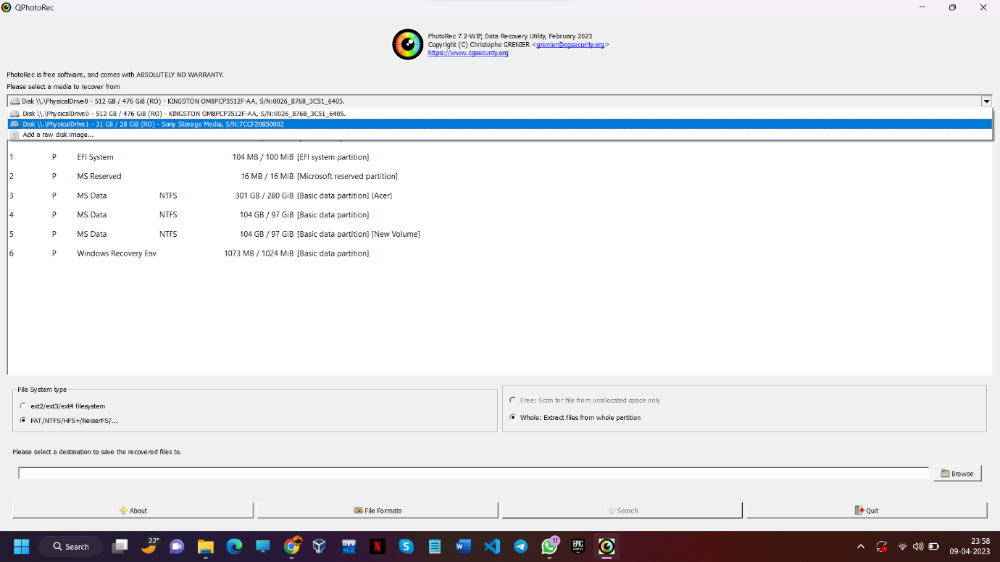 QPhotoRec
PhotoRec 7.2-WIP, Data Recovery Utility, February 2023
Copyright (C) Christophe GRENIER <grenier@cgsecurity.org>
https://www.cgsecurity.org
PhotoRec is free software, and comes with ABSOLUTELY NO WARRANTY.
Please select a media to recover from
Disk \\.\PhysicalDrive0 - 512 GB / 476 GiB (RO) - KINGSTON OM8PCP3512F-AA, S/N:0026_B768_3C51_6405.
Disk \\.\PhysicalDrive0 - 512 GB / 476 GiB (RO) - KINGSTON OM8PCP3512F-AA, S/N:0026_B768_3C51_6405.
Disk \\.\PhysicalDrive1 - 31 GB / 28 GiB (RO) - Sony Storage Media, S/N:7CCF20B50002
Add a raw disk image...
1 P EFI System 104 MB / 100 MiB [EFI system partition]
2 P MS Reserved 16 MB / 16 MiB [Microsoft reserved partition]
3 P MS Data NTFS 301 GB / 280 GiB [Basic data partition] [Acer]
4 P MS Data NTFS 104 GB / 97 GiB [Basic data partition]
5 P MS Data NTFS 104 GB / 97 GiB [Basic data partition] [New Volume]
6 P Windows Recovery Env 1073 MB / 1024 MiB [Basic data partition]
File System type
ext2/ext3/ext4 filesystem
FAT/NTFS/HFS+/ReiserFS/...
Free: Scan for file from unallocated space only
Whole: Extract files from whole partition
Please select a destination to save the recovered files to.
Browse
About
File Formats
Search
Quit
Search
22°
DEV
N
S
W
11
EPIC
GAMES
23:58
09-04-2023